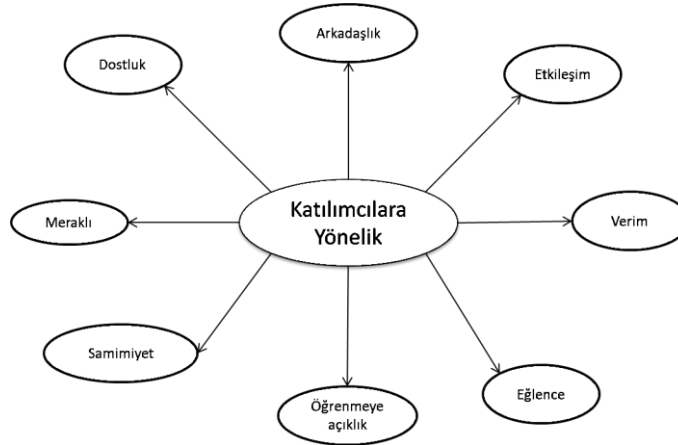 Arkadaşlık
Dostluk
Etkileşim
Katılımcılara
Yönelik
Meraklı
Verim
Samimiyet
Eğlence
Öğrenmeye
açıklık